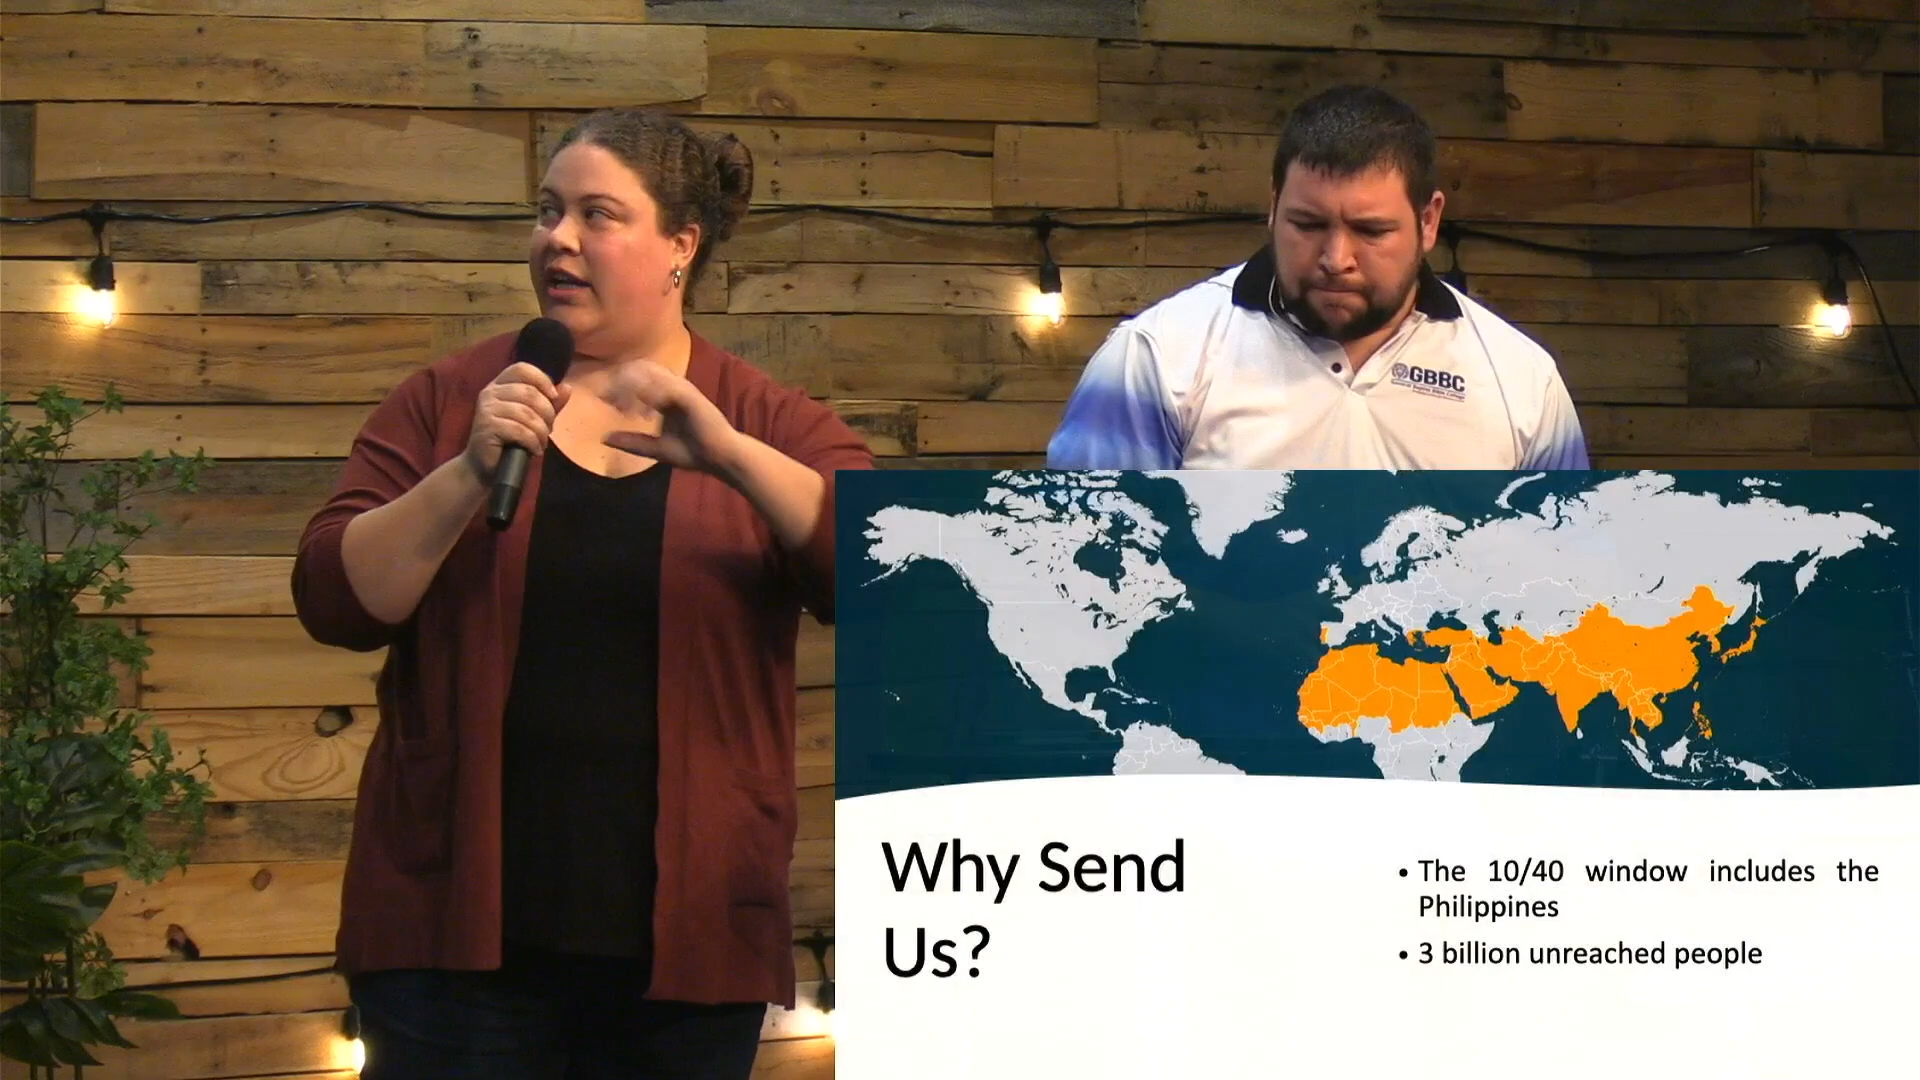 GBBC
Why Send
Us?
• The 10/40 window includes the
Philippines
• 3 billion unreached people